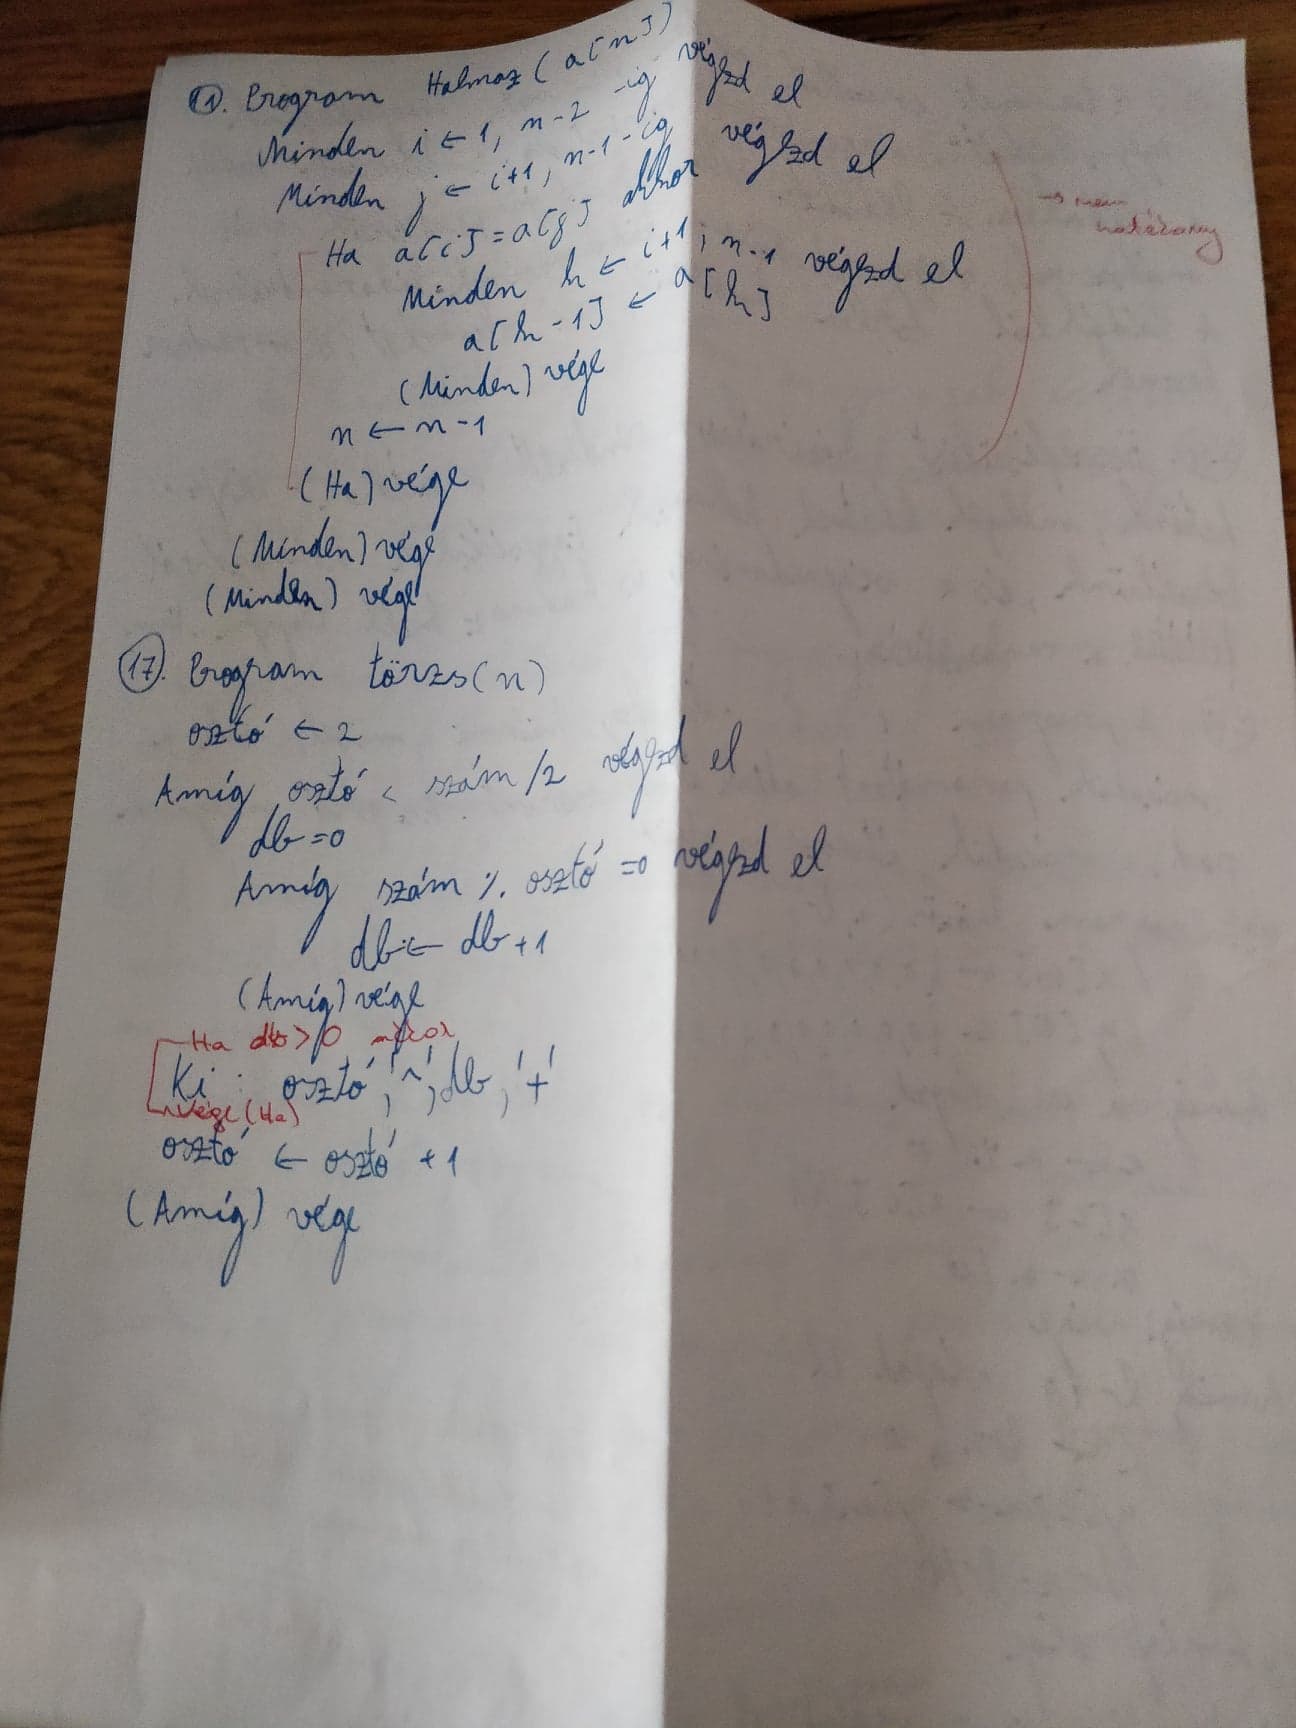 11. Program Halmaz (a[n])
Minden i ← 1, n-2 -ig végezd el
Minden j ← i+1, n-1-ig végezd el
Ha a[i] = a[j] akkor
Minden k ← i+1, n-1 végezd el
a[k-1] ← a[k]
(Minden) vége
n ← n-1
(Ha) vége
(Minden) vége
(Minden) vége
→ nem
hatékony
17. Program törzs(n)
osztó ← 2
Amíg osztó < szám /2 végezd el
db=0
Amíg szám % osztó =0 végezd el
db ← db +1
(Amíg) vége
Ha db > 0 akkor
Ki : osztó, '^', db, '+'
vége (Ha)
osztó ← osztó + 1
(Amíg) vége